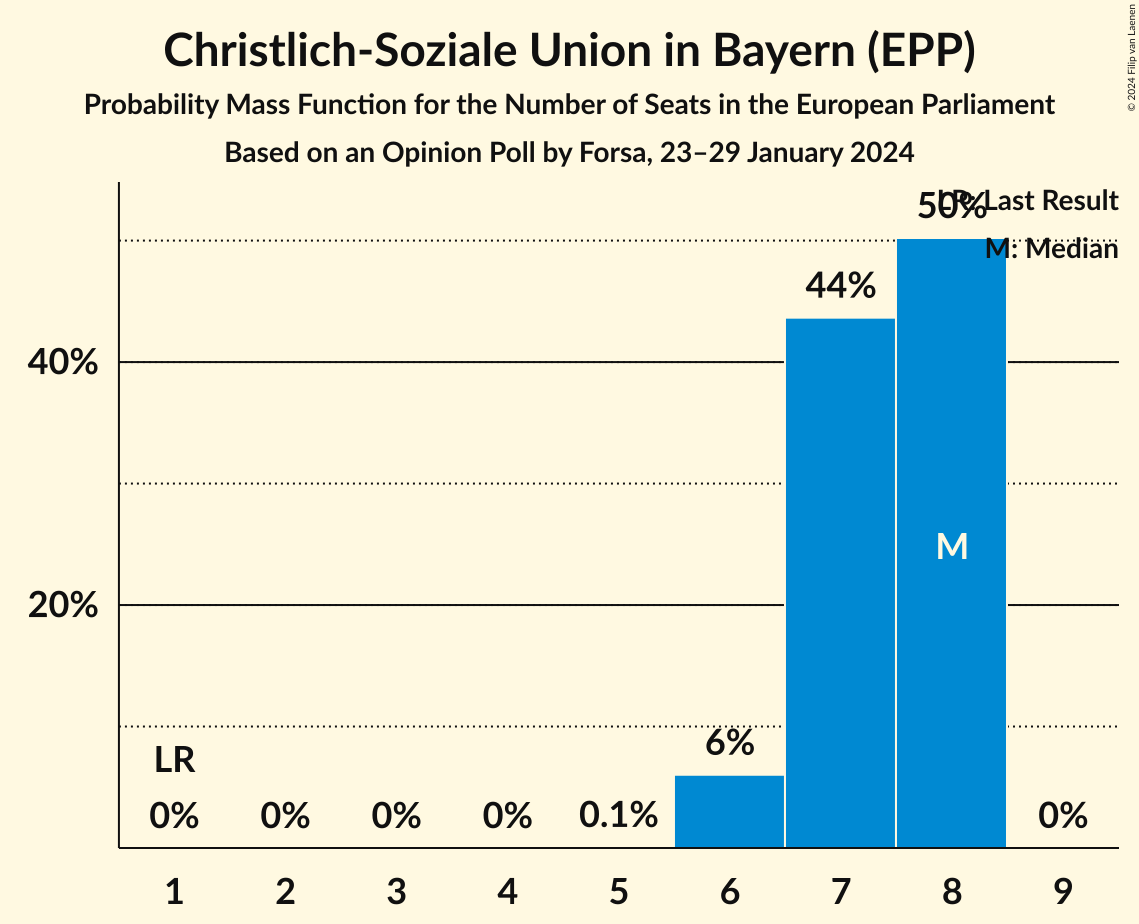 Christlich-Soziale Union in Bayern (EPP)
Probability Mass Function for the Number of Seats in the European Parliament
Based on an Opinion Poll by Forsa, 23–29 January 2024
© 2024 Filip van Laenen
LR: Last Result
M: Median
50%
44%
40%
M
20%
6%
LR
0% 0% 0% 0% 0.1% 0%
1 2 3 4 5 6 7 8 9